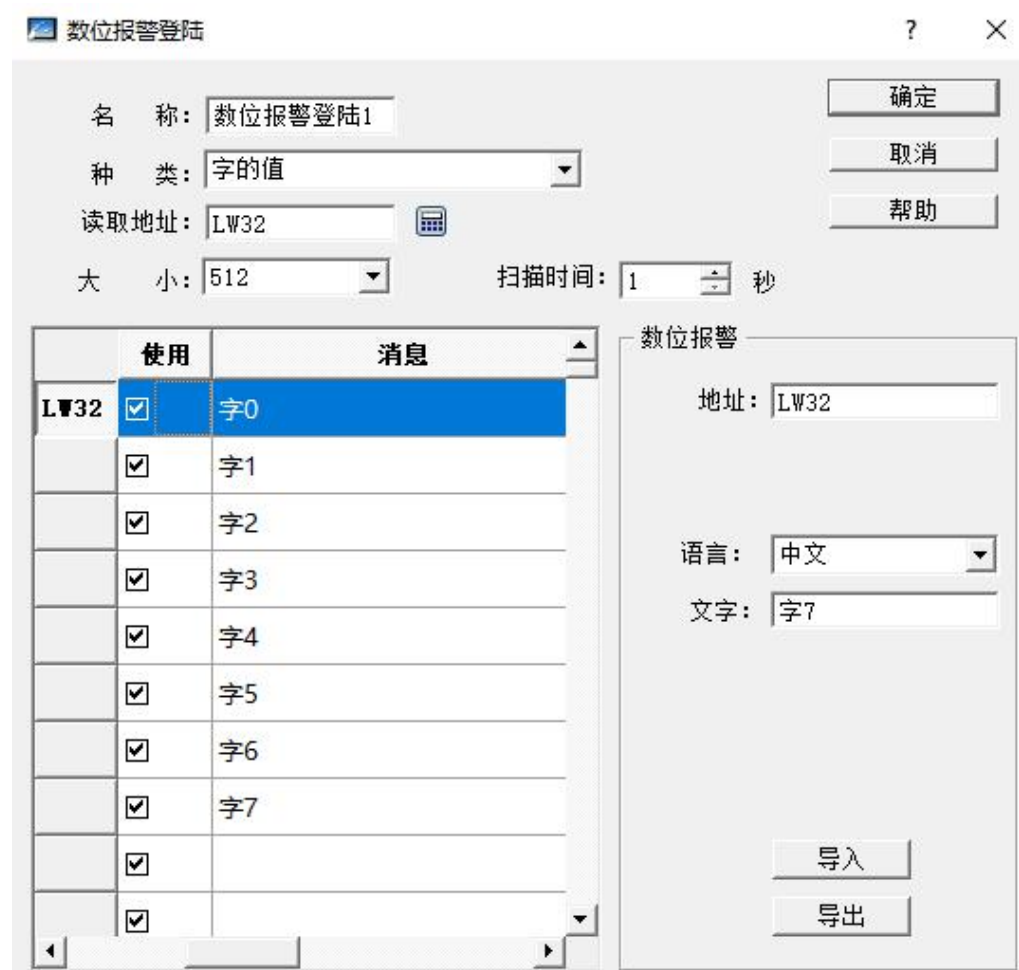 数位报警登陆 ?
名 称: 数位报警登陆1 确定
种 类: 字的值 取消
读取地址: LW32 帮助
大 小: 512 扫描时间: 1 秒
使用 消息 数位报警
LW32 字0 地址: LW32
字1
字2
字3 语言: 中文
字4 文字: 字7
字5
字6
字7
导入
导出